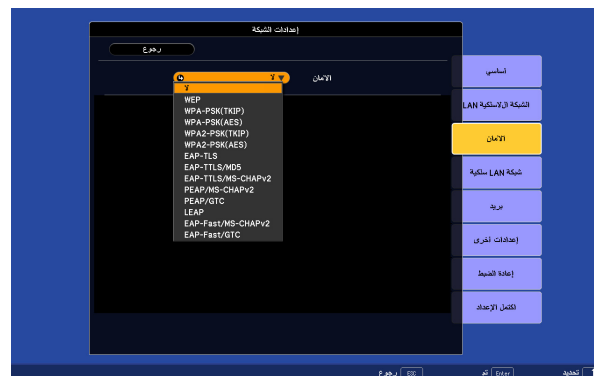 إعدادات الشبكة
رجوع
الأمان
لا
لا
WEP
WPA-PSK(TKIP)
WPA-PSK(AES)
WPA2-PSK(TKIP)
WPA2-PSK(AES)
EAP-TLS
EAP-TTLS/MD5
EAP-TTLS/MS-CHAPv2
PEAP/MS-CHAPv2
PEAP/GTC
LEAP
EAP-Fast/MS-CHAPv2
EAP-Fast/GTC
أساسي
الشبكة اللاسلكية LAN
الأمان
شبكة LAN سلكية
بريد
إعدادات أخرى
إعادة الضبط
اكتمل الإعداد
تحديد
Enter تم
ESC رجوع